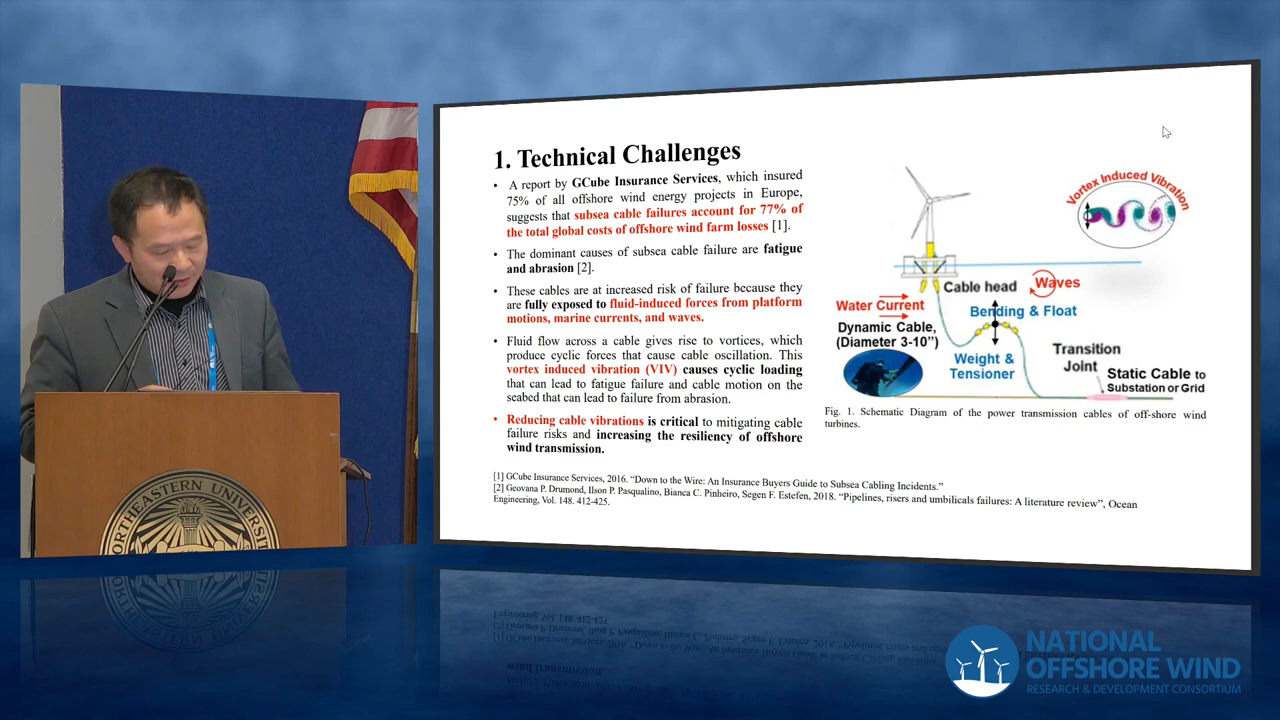 1. Technical Challenges
• A report by GCube Insurance Services, which insured
75% of all offshore wind energy projects in Europe,
suggests that subsea cable failures account for 77% of
the total global costs of offshore wind farm losses [1].
• The dominant causes of subsea cable failure are fatigue
and abrasion [2].
• These cables are at increased risk of failure because they
are fully exposed to fluid-induced forces from platform
motions, marine currents, and waves.
• Fluid flow across a cable gives rise to vortices, which
produce cyclic forces that cause cable oscillation. This
vortex induced vibration (VIV) causes cyclic loading
that can lead to fatigue failure and cable motion on the
seabed that can lead to failure from abrasion.
• Reducing cable vibrations is critical to mitigating cable
failure risks and increasing the resiliency of offshore
wind transmission.
Vortex Induced Vibration
Cable head
Waves
Water Current
Bending & Float
Dynamic Cable,
(Diameter 3-10”)
Weight &
Tensioner
Transition
Joint
Static Cable to
Substation or Grid
Fig. 1. Schematic Diagram of the power transmission cables of off-shore wind
turbines.
[1] GCube Insurance Services, 2016. “Down to the Wire: An Insurance Buyers Guide to Subsea Cabling Incidents.”
[2] Geovana P. Drumond, Ilson P. Pasqualino, Bianca C. Pinheiro, Segen F. Estefen, 2018. “Pipelines, risers and umbilicals failures: A literature review”, Ocean
Engineering, Vol. 148. 412-425.
NORTHEASTERN UNIVERSITY
NATIONAL
OFFSHORE WIND
RESEARCH & DEVELOPMENT CONSORTIUM